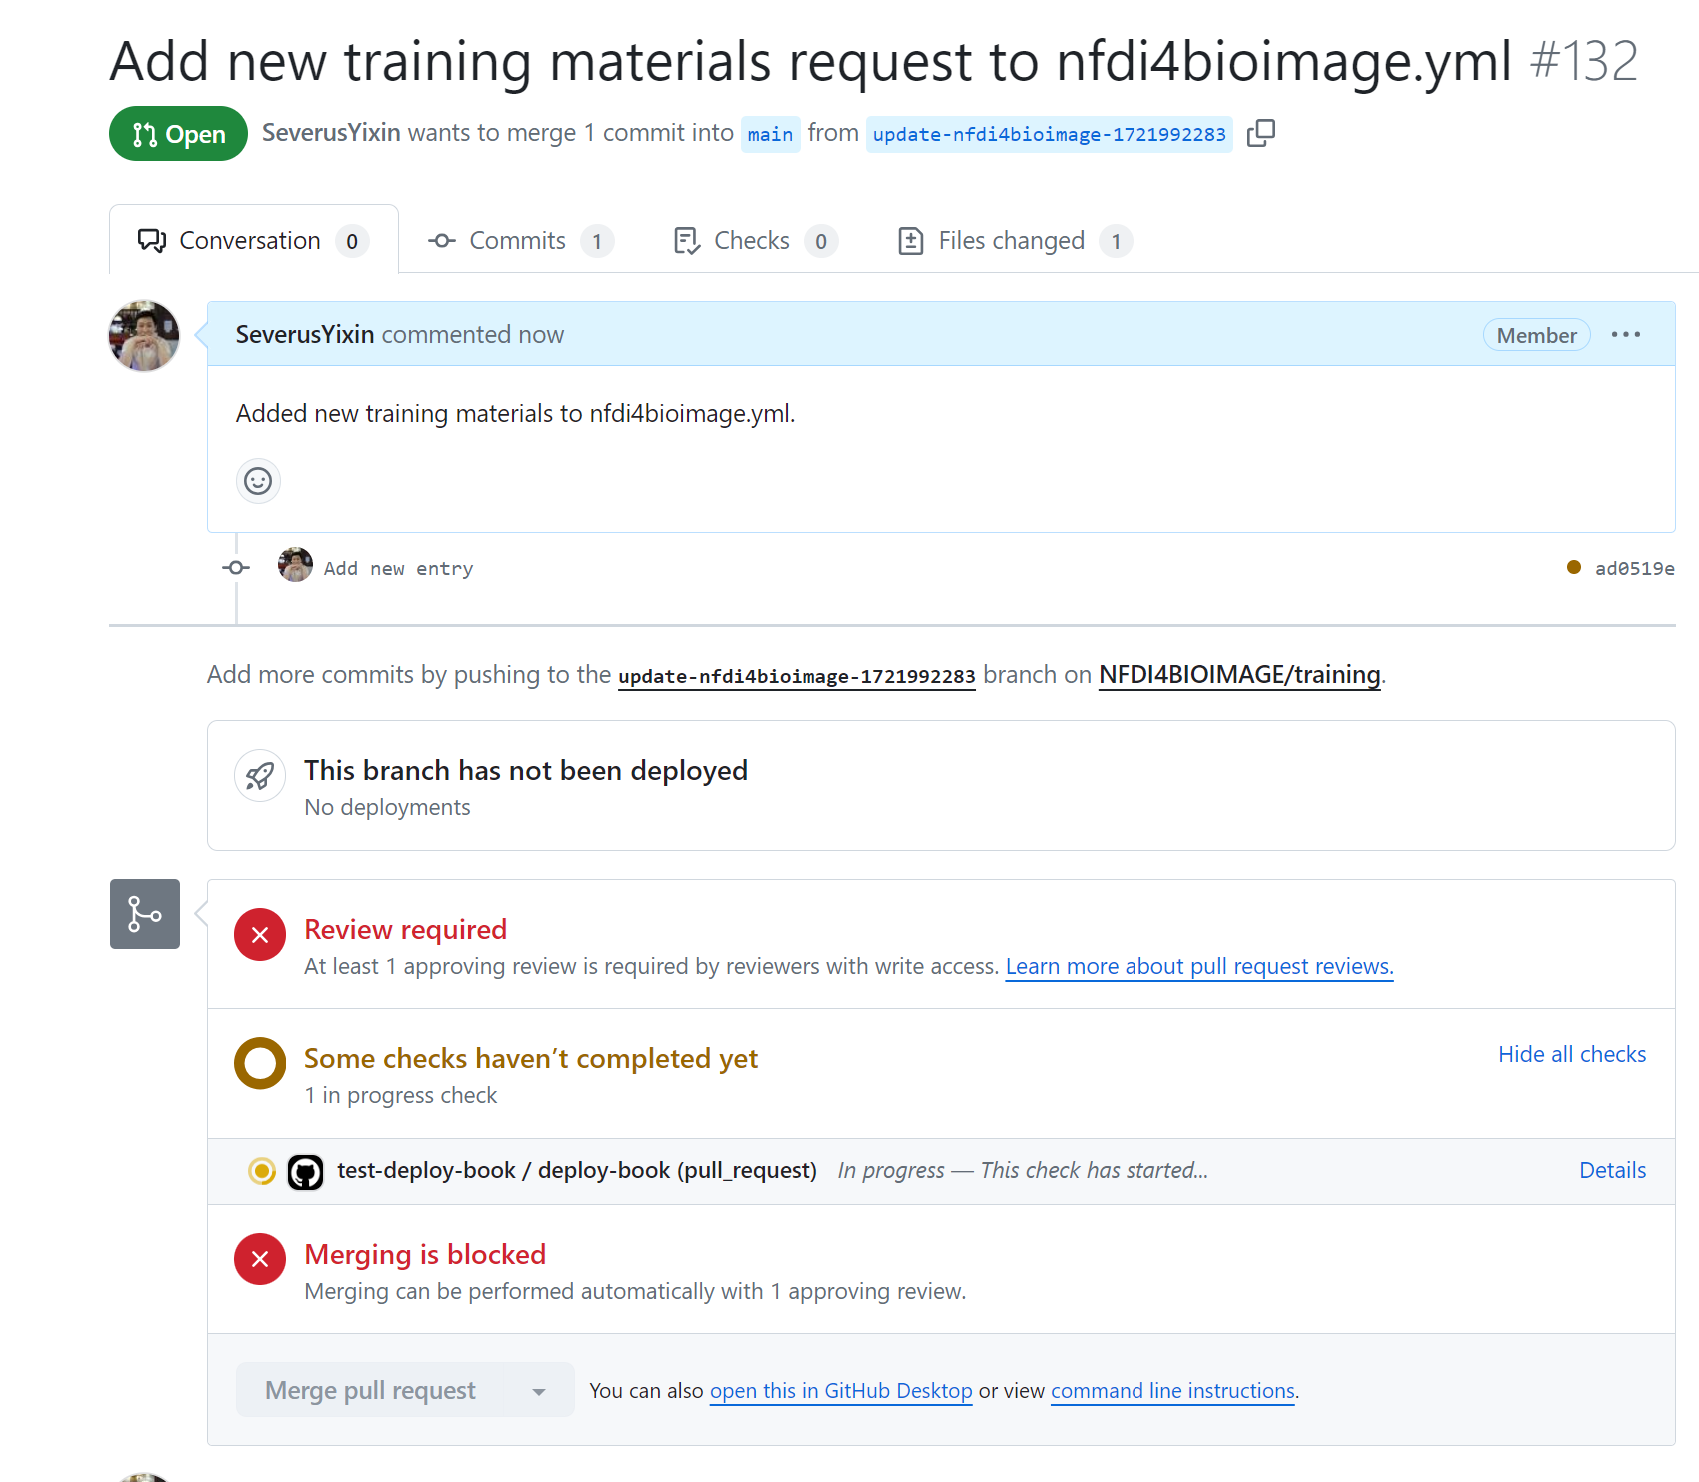 Add new training materials request to nfdi4bioimage.yml #132
Open SeverusYixin wants to merge 1 commit into main from update-nfdi4bioimage-1721992283
Conversation 0 Commits 1 Checks 0 Files changed 1
SeverusYixin commented now Member
Added new training materials to nfdi4bioimage.yml.
Add new entry ad0519e
Add more commits by pushing to the update-nfdi4bioimage-1721992283 branch on NFDI4BIOIMAGE/training.
This branch has not been deployed
No deployments
Review required
At least 1 approving review is required by reviewers with write access. Learn more about pull request reviews.
Some checks haven’t completed yet Hide all checks
1 in progress check
test-deploy-book / deploy-book (pull_request) In progress — This check has started... Details
Merging is blocked
Merging can be performed automatically with 1 approving review.
Merge pull request You can also open this in GitHub Desktop or view command line instructions.